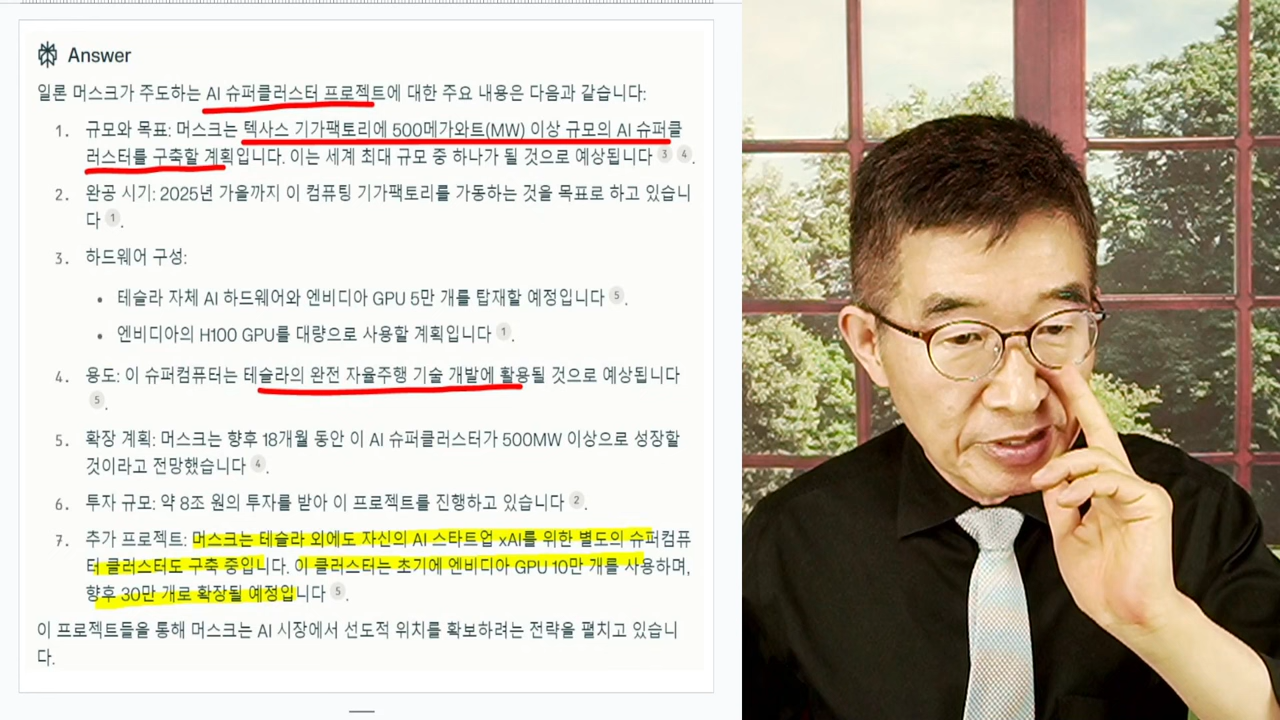 Answer
일론 머스크가 주도하는 AI 슈퍼클러스터 프로젝트에 대한 주요 내용은 다음과 같습니다:
1. 규모와 목표: 머스크는 텍사스 기가팩토리에 500메가와트(MW) 이상 규모의 AI 슈퍼클
러스터를 구축할 계획입니다. 이는 세계 최대 규모 중 하나가 될 것으로 예상됩니다 3 4.
2. 완공 시기: 2025년 가을까지 이 컴퓨팅 기가팩토리를 가동하는 것을 목표로 하고 있습니
다 1.
3. 하드웨어 구성:
• 테슬라 자체 AI 하드웨어와 엔비디아 GPU 5만 개를 탑재할 예정입니다 5.
• 엔비디아의 H100 GPU를 대량으로 사용할 계획입니다 1.
4. 용도: 이 슈퍼컴퓨터는 테슬라의 완전 자율주행 기술 개발에 활용될 것으로 예상됩니다
5.
5. 확장 계획: 머스크는 향후 18개월 동안 이 AI 슈퍼클러스터가 500MW 이상으로 성장할
것이라고 전망했습니다 4.
6. 투자 규모: 약 8조 원의 투자를 받아 이 프로젝트를 진행하고 있습니다 2.
7. 추가 프로젝트: 머스크는 테슬라 외에도 자신의 AI 스타트업 xAI를 위한 별도의 슈퍼컴퓨
터 클러스터도 구축 중입니다. 이 클러스터는 초기에 엔비디아 GPU 10만 개를 사용하며,
향후 30만 개로 확장될 예정입니다 5.
이 프로젝트들을 통해 머스크는 AI 시장에서 선도적 위치를 확보하려는 전략을 펼치고 있습니
다.